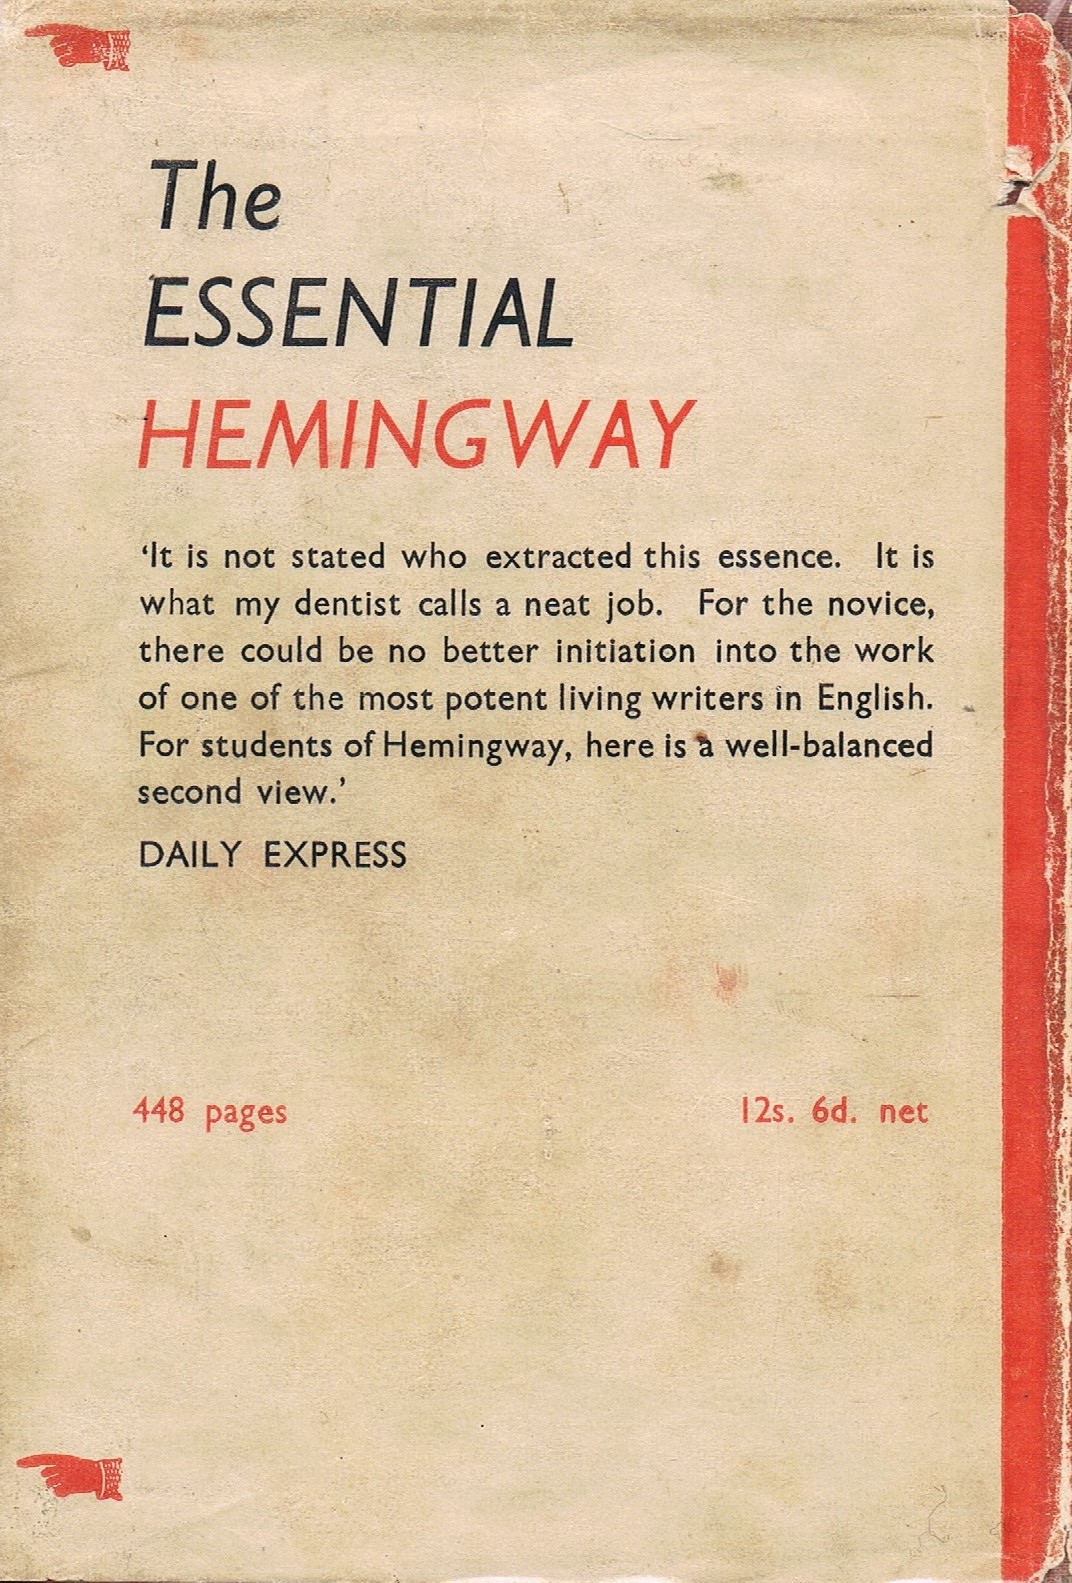 The
ESSENTIAL
HEMINGWAY
‘It is not stated who extracted this essence. It is
what my dentist calls a neat job. For the novice,
there could be no better initiation into the work
of one of the most potent living writers in English.
For students of Hemingway, here is a well-balanced
second view.’
DAILY EXPRESS
448 pages 12s. 6d. net